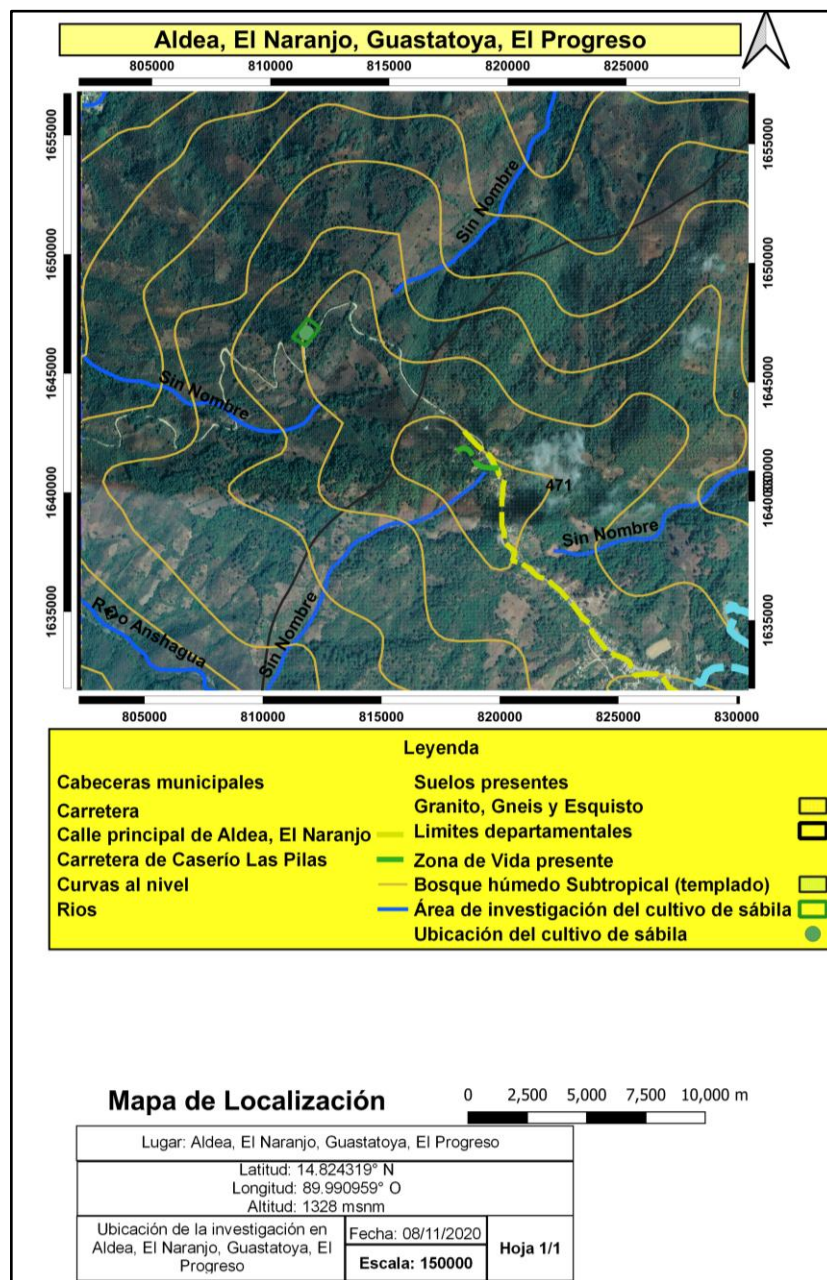 Aldea, El Naranjo, Guastatoya, El Progreso
805000 810000 815000 820000 825000
1655000
1650000
1645000
1640000
1635000
1655000
1650000
1645000
1635000
Sin Nombre
Sin Nombre
471
Sin Nombre
Sin Nombre
Anshagua
805000 810000 815000 820000 825000 830000
Leyenda
Cabeceras municipales
Carretera
Calle principal de Aldea, El Naranjo
Carretera de Caserío Las Pilas
Curvas al nivel
Rios
Suelos presentes
Granito, Gneis y Esquisto
Limites departamentales
Zona de Vida presente
Bosque húmedo Subtropical (templado)
Área de investigación del cultivo de sábila
Ubicación del cultivo de sábila
Mapa de Localización
0 2,500 5,000 7,500 10,000 m
Lugar: Aldea, El Naranjo, Guastatoya, El Progreso
Latitud: 14.824319° N
Longitud: 89.990959° O
Altitud: 1328 msnm
Ubicación de la investigación en
Aldea, El Naranjo, Guastatoya, El
Progreso
Fecha: 08/11/2020
Escala: 150000
Hoja 1/1